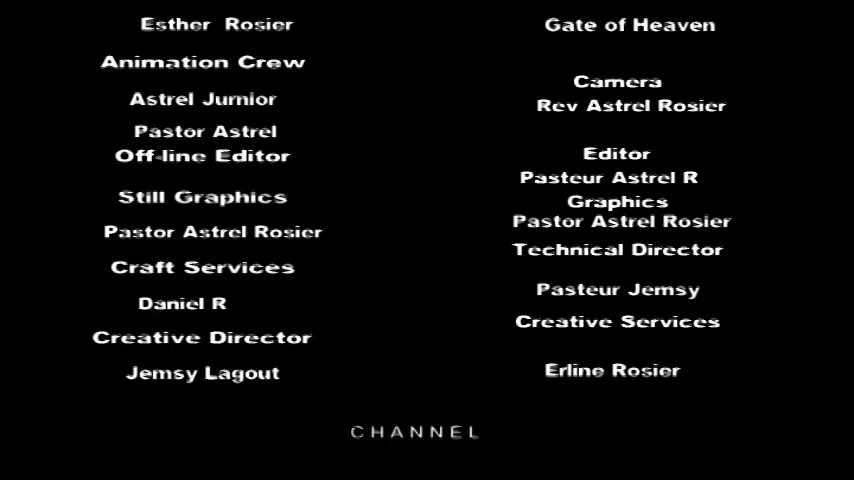 Esther Rosier
Animation Crew
Astrel Jurnior
Pastor Astrel
Off-line Editor
Still Graphics
Pastor Astrel Rosier
Craft Services
Daniel R
Creative Director
Jemsy Lagout
Gate of Heaven
Camera
Rev Astrel Rosier
Editor
Pasteur Astrel R
Graphics
Pastor Astrel Rosier
Technical Director
Pasteur Jemsy
Creative Services
Erline Rosier
CHANNEL